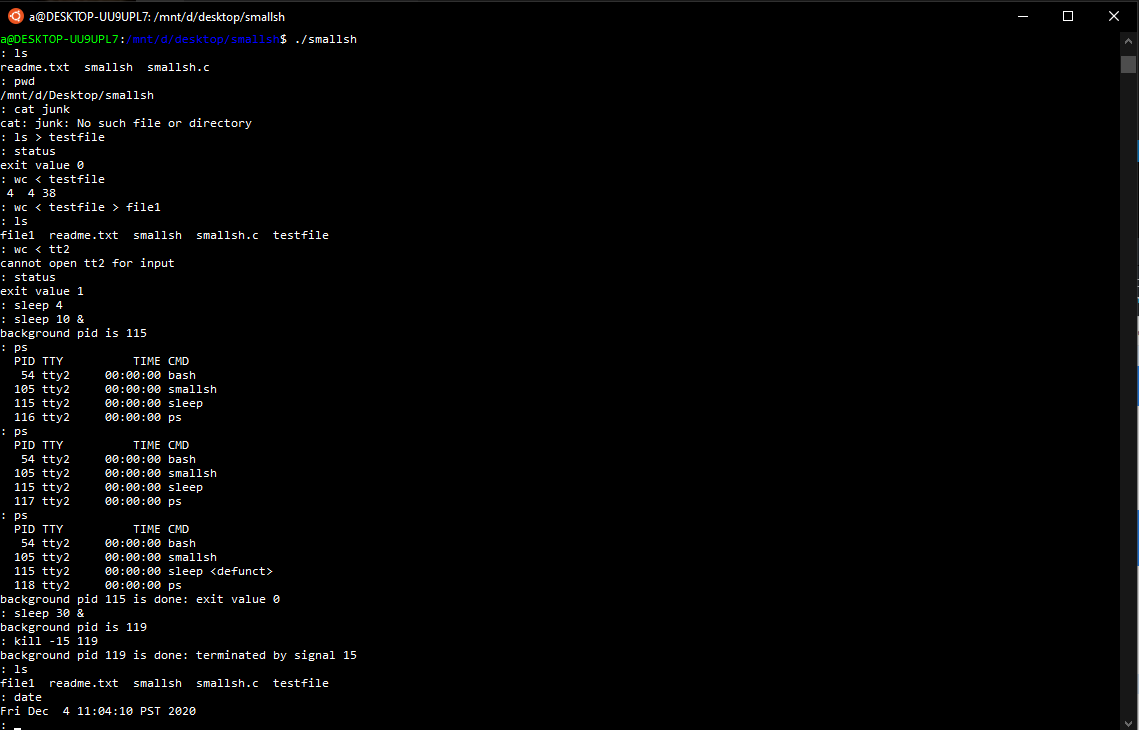 a@DESKTOP-UU9UPL7: /mnt/d/desktop/smallsh
a@DESKTOP-UU9UPL7:/mnt/d/desktop/smallsh$ ./smallsh
: ls
readme.txt  smallsh  smallsh.c
: pwd
/mnt/d/Desktop/smallsh
: cat junk
cat: junk: No such file or directory
: ls > testfile
: status
exit value 0
: wc < testfile
 4  4 38
: wc < testfile > file1
: ls
file1  readme.txt  smallsh  smallsh.c  testfile
: wc < tt2
cannot open tt2 for input
: status
exit value 1
: sleep 4
: sleep 10 &
background pid is 115
: ps
  PID TTY          TIME CMD
   54 tty2     00:00:00 bash
  105 tty2     00:00:00 smallsh
  115 tty2     00:00:00 sleep
  116 tty2     00:00:00 ps
: ps
  PID TTY          TIME CMD
   54 tty2     00:00:00 bash
  105 tty2     00:00:00 smallsh
  115 tty2     00:00:00 sleep
  117 tty2     00:00:00 ps
: ps
  PID TTY          TIME CMD
   54 tty2     00:00:00 bash
  105 tty2     00:00:00 smallsh
  115 tty2     00:00:00 sleep <defunct>
  118 tty2     00:00:00 ps
background pid 115 is done: exit value 0
: sleep 30 &
background pid is 119
: kill -15 119
background pid 119 is done: terminated by signal 15
: ls
file1  readme.txt  smallsh  smallsh.c  testfile
: date
Fri Dec  4 11:04:10 PST 2020
: